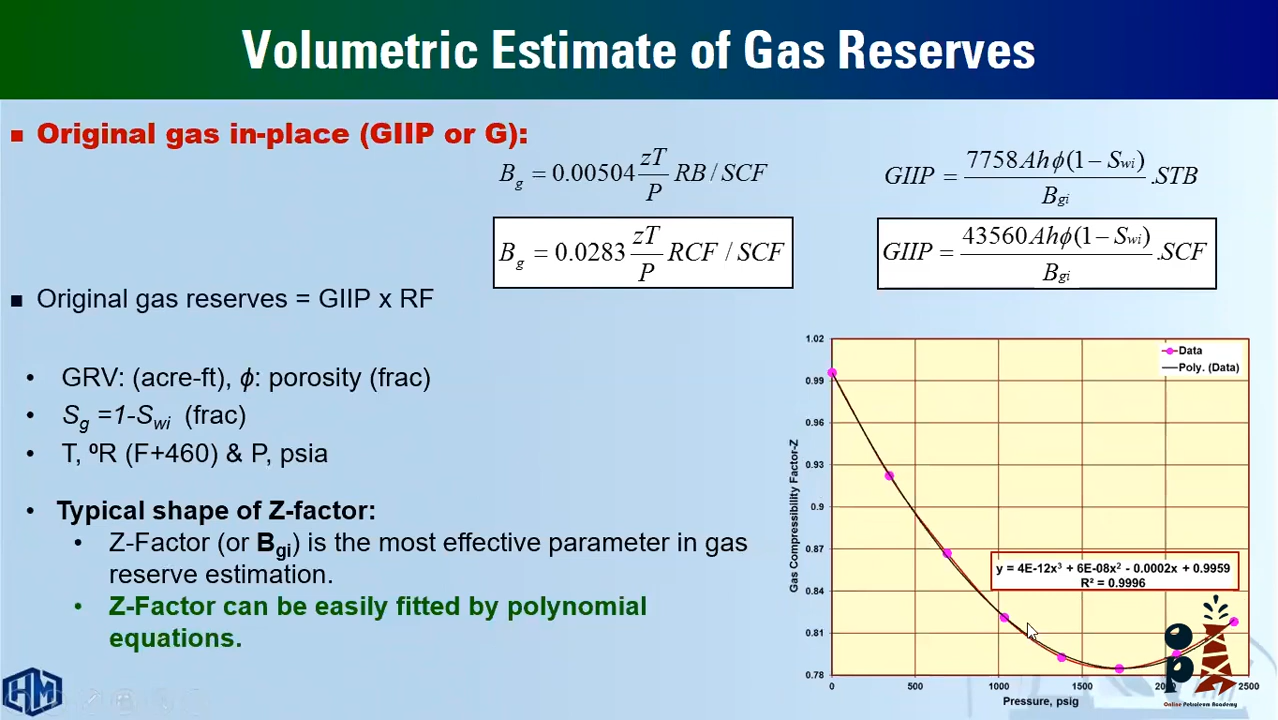 Volumetric Estimate of Gas Reserves
▪ Original gas in-place (GIIP or G):
B_g = 0.00504 zT/P RB / SCF
GIIP = 7758Ahϕ(1 − S_wi)/B_gi .STB
B_g = 0.0283 zT/P RCF / SCF
GIIP = 43560Ahϕ(1 − S_wi)/B_gi .SCF
▪ Original gas reserves = GIIP x RF
• GRV: (acre-ft), ϕ: porosity (frac)
• S_g =1-S_wi (frac)
• T, ⁰R (F+460) & P, psia
• Typical shape of Z-factor:
• Z-Factor (or B_gi) is the most effective parameter in gas
reserve estimation.
• Z-Factor can be easily fitted by polynomial
equations.
Data
Poly. (Data)
1.02
0.99
0.96
0.93
0.9
0.87
0.84
0.81
0.78
Gas Compressibility Factor-Z
y = 4E-12x³ + 6E-08x² - 0.0002x + 0.9959
R² = 0.9996
0 500 1000 1500 2500
Pressure, psig
Online Petroleum Academy
HM